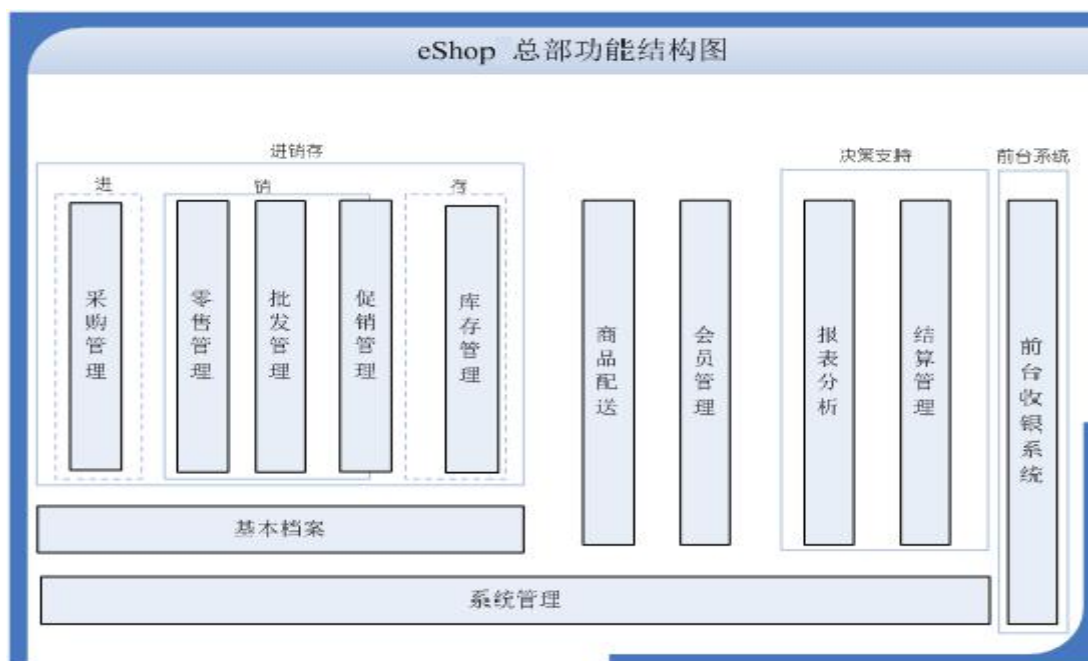 eShop 总部功能结构图
进销存
决策支持
前台系统
进
销
存
采购管理
零售管理
批发管理
促销管理
库存管理
商品配送
会员管理
报表分析
结算管理
前台收银系统
基本档案
系统管理